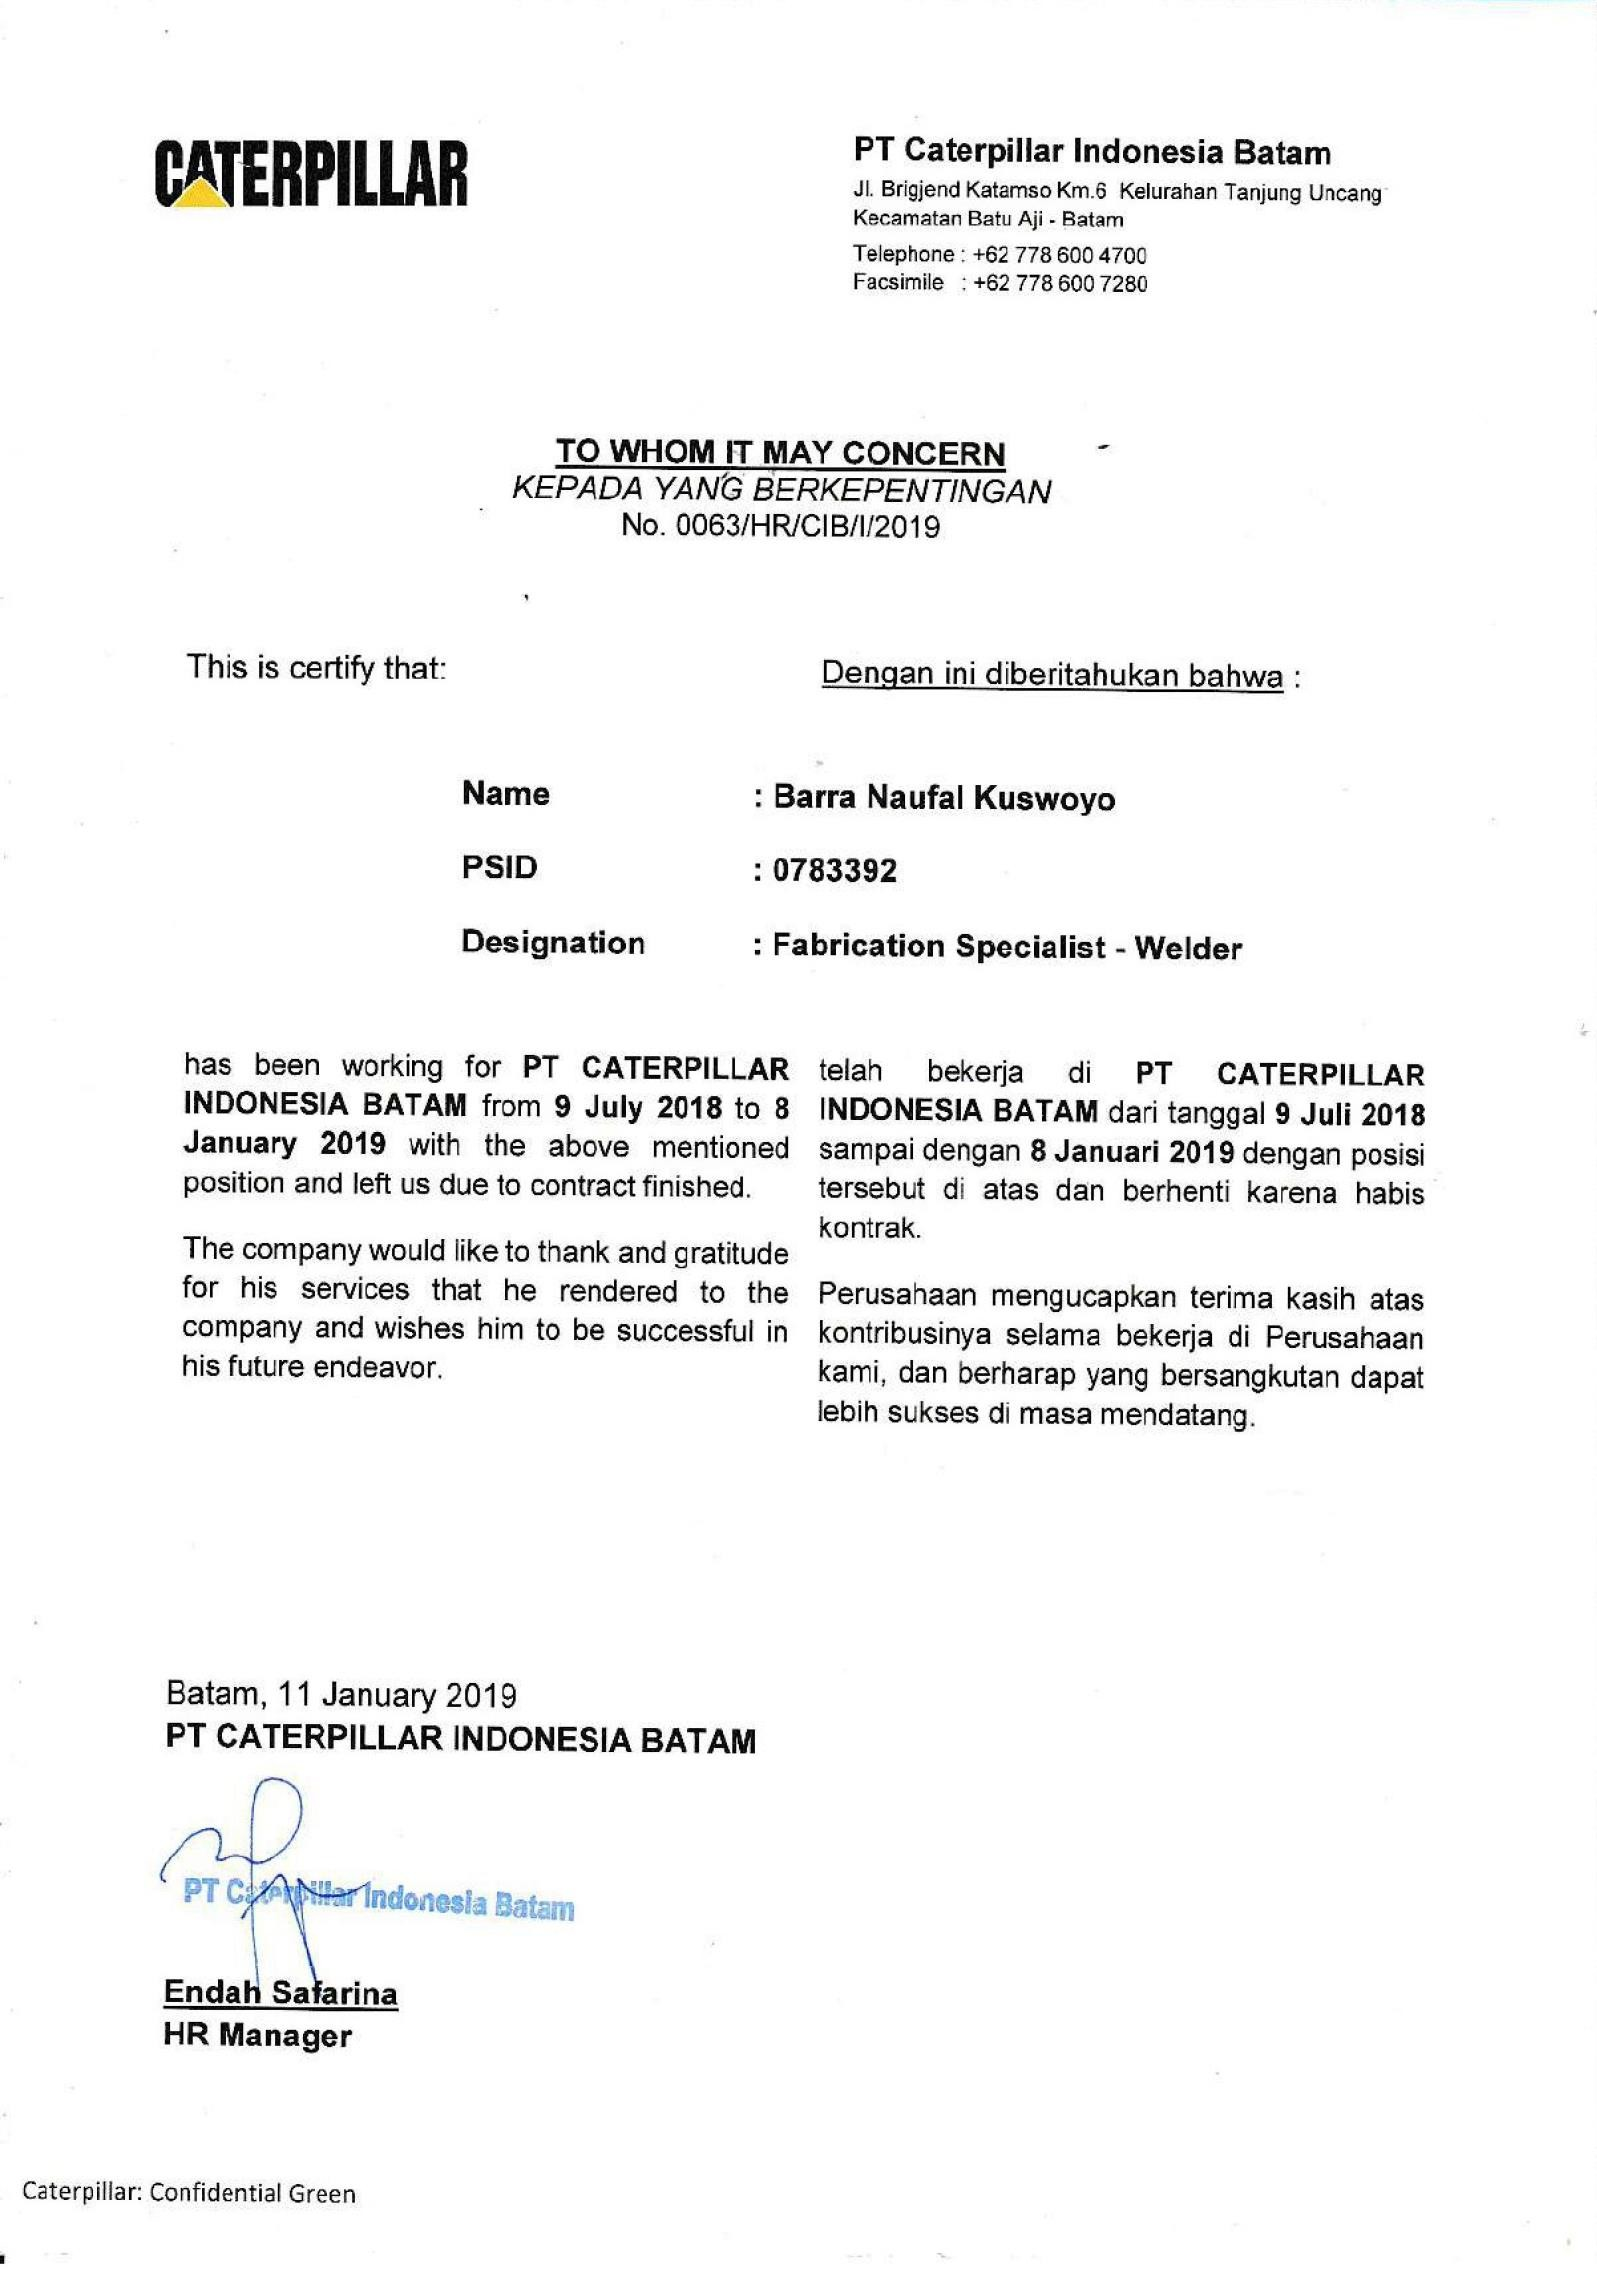 CATERPILLAR
PT Caterpillar Indonesia Batam
Jl. Brigjend Katamso Km.6 Kelurahan Tanjung Uncang
Kecamatan Batu Aji - Batam
Telephone : +62 778 600 4700
Facsimile : +62 778 600 7280
TO WHOM IT MAY CONCERN
KEPADA YANG BERKEPENTINGAN
No. 0063/HR/CIB/I/2019
This is certify that:
Dengan ini diberitahukan bahwa :
Name : Barra Naufal Kuswoyo
PSID : 0783392
Designation : Fabrication Specialist - Welder
has been working for PT CATERPILLAR
INDONESIA BATAM from 9 July 2018 to 8
January 2019 with the above mentioned
position and left us due to contract finished.
The company would like to thank and gratitude
for his services that he rendered to the
company and wishes him to be successful in
his future endeavor.
telah bekerja di PT CATERPILLAR
INDONESIA BATAM dari tanggal 9 Juli 2018
sampai dengan 8 Januari 2019 dengan posisi
tersebut di atas dan berhenti karena habis
kontrak.
Perusahaan mengucapkan terima kasih atas
kontribusinya selama bekerja di Perusahaan
kami, dan berharap yang bersangkutan dapat
lebih sukses di masa mendatang.
Batam, 11 January 2019
PT CATERPILLAR INDONESIA BATAM
PT Caterpillar Indonesia Batam
Endah Safarina
HR Manager
Caterpillar: Confidential Green